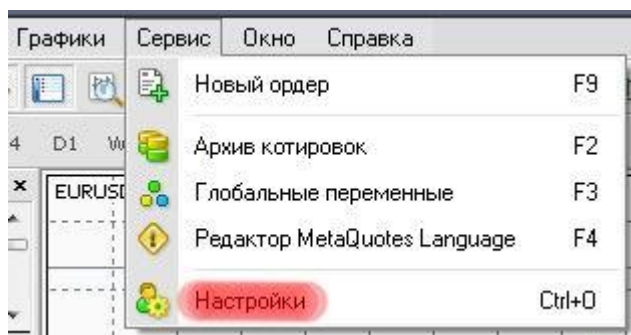 Графики Сервис Окно Справка
Новый ордер F9
4 D1
Архив котировок F2
EURUSD
Глобальные переменные F3
Редактор MetaQuotes Language F4
Настройки Ctrl+O